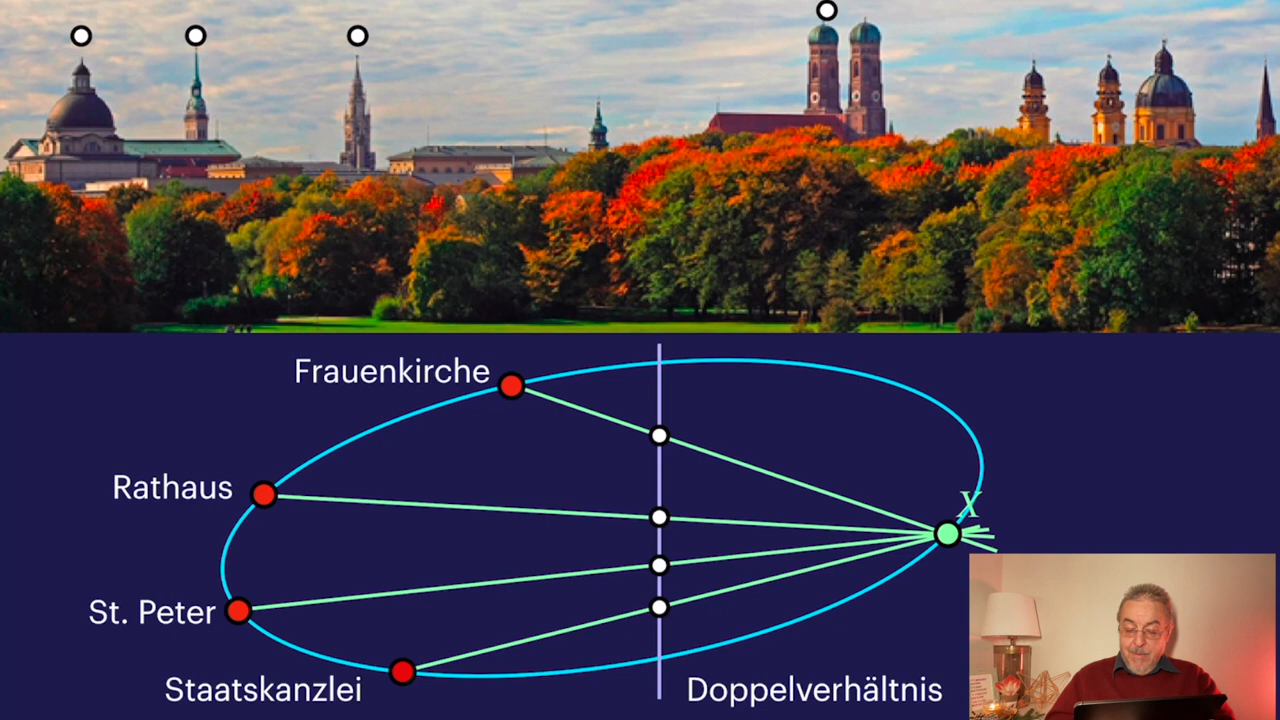 Frauenkirche
Rathaus
X
St. Peter
Staatskanzlei
Doppelverhältnis